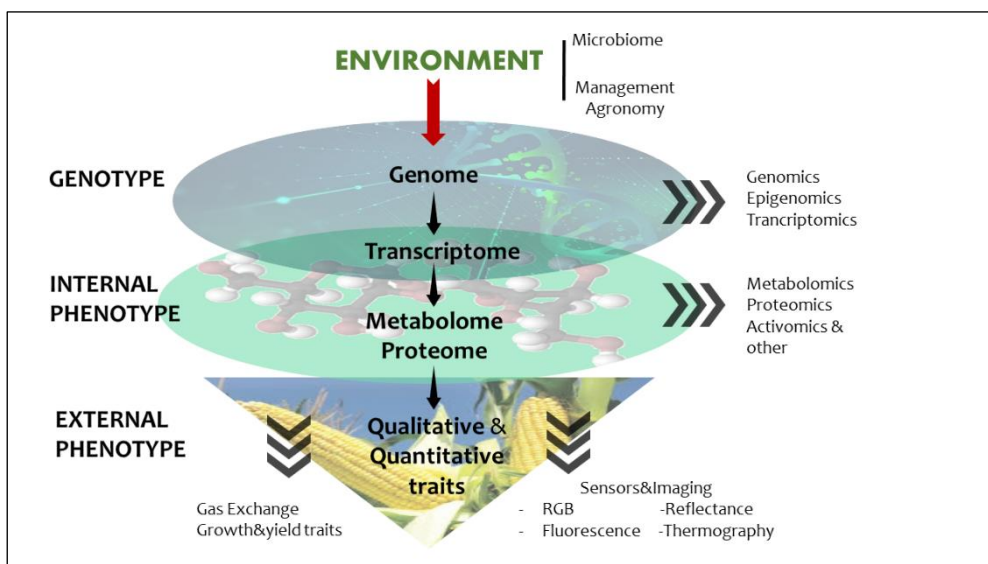 ENVIRONMENT
Microbiome
Management
Agronomy
GENOTYPE
Genome
Genomics
Epigenomics
Trancriptomics
Transcriptome
INTERNAL
PHENOTYPE
Metabolome
Proteome
Metabolomics
Proteomics
Activomics &
other
EXTERNAL
PHENOTYPE
Qualitative &
Quantitative
traits
Gas Exchange
Growth&yield traits
Sensors&Imaging
- RGB -Reflectance
- Fluorescence -Thermography